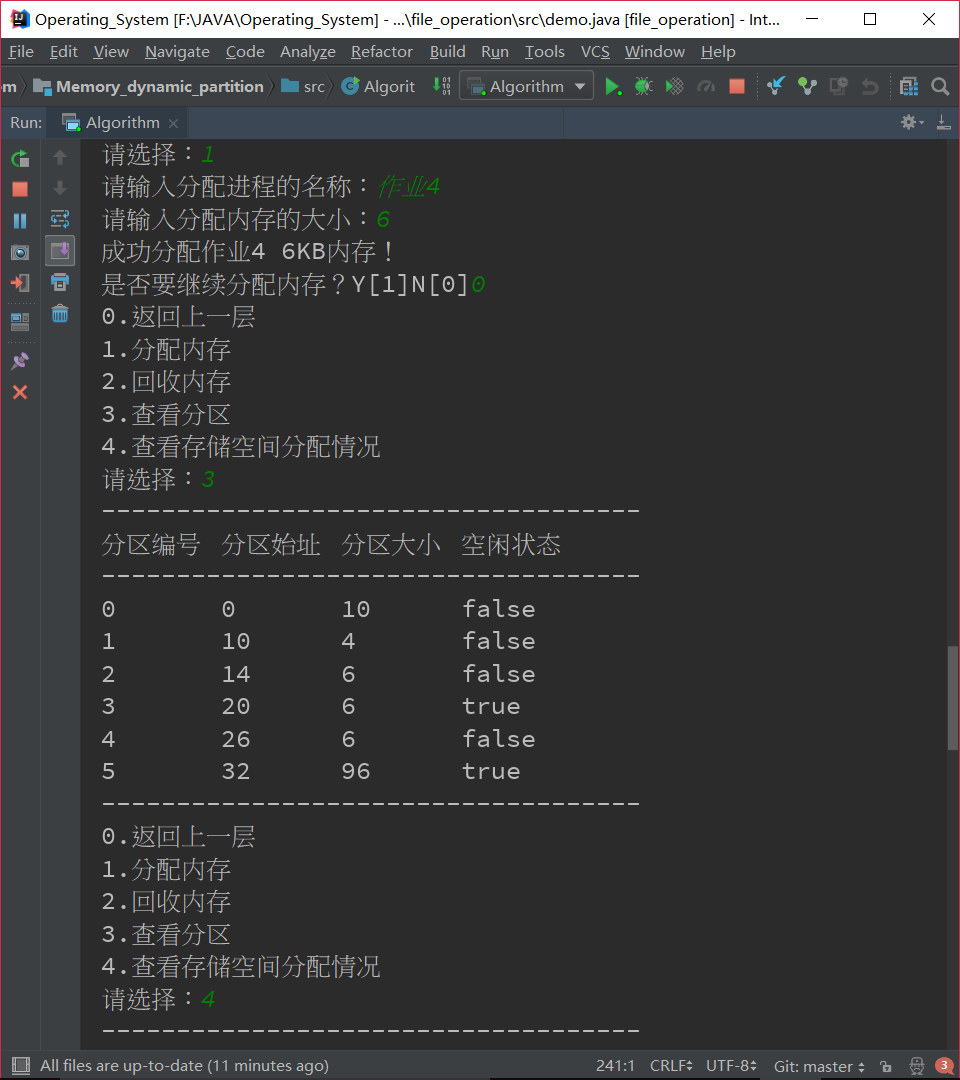 Operating_System [F:\JAVA\Operating_System] - ...\file_operation\src\demo.java [file_operation] - Int...
File Edit View Navigate Code Analyze Refactor Build Run Tools VCS Window Help
m Memory_dynamic_partition src Algorit Algorithm
Run: Algorithm
请选择：1
请输入分配进程的名称：作业4
请输入分配内存的大小：6
成功分配作业4 6KB内存！
是否要继续分配内存？Y[1]N[0]0
0.返回上一层
1.分配内存
2.回收内存
3.查看分区
4.查看存储空间分配情况
请选择：3
------------------------------------
分区编号 分区始址 分区大小 空闲状态
------------------------------------
0 0 10 false
1 10 4 false
2 14 6 false
3 20 6 true
4 26 6 false
5 32 96 true
------------------------------------
0.返回上一层
1.分配内存
2.回收内存
3.查看分区
4.查看存储空间分配情况
请选择：4
------------------------------------
All files are up-to-date (11 minutes ago) 241:1 CRLF UTF-8 Git: master 3